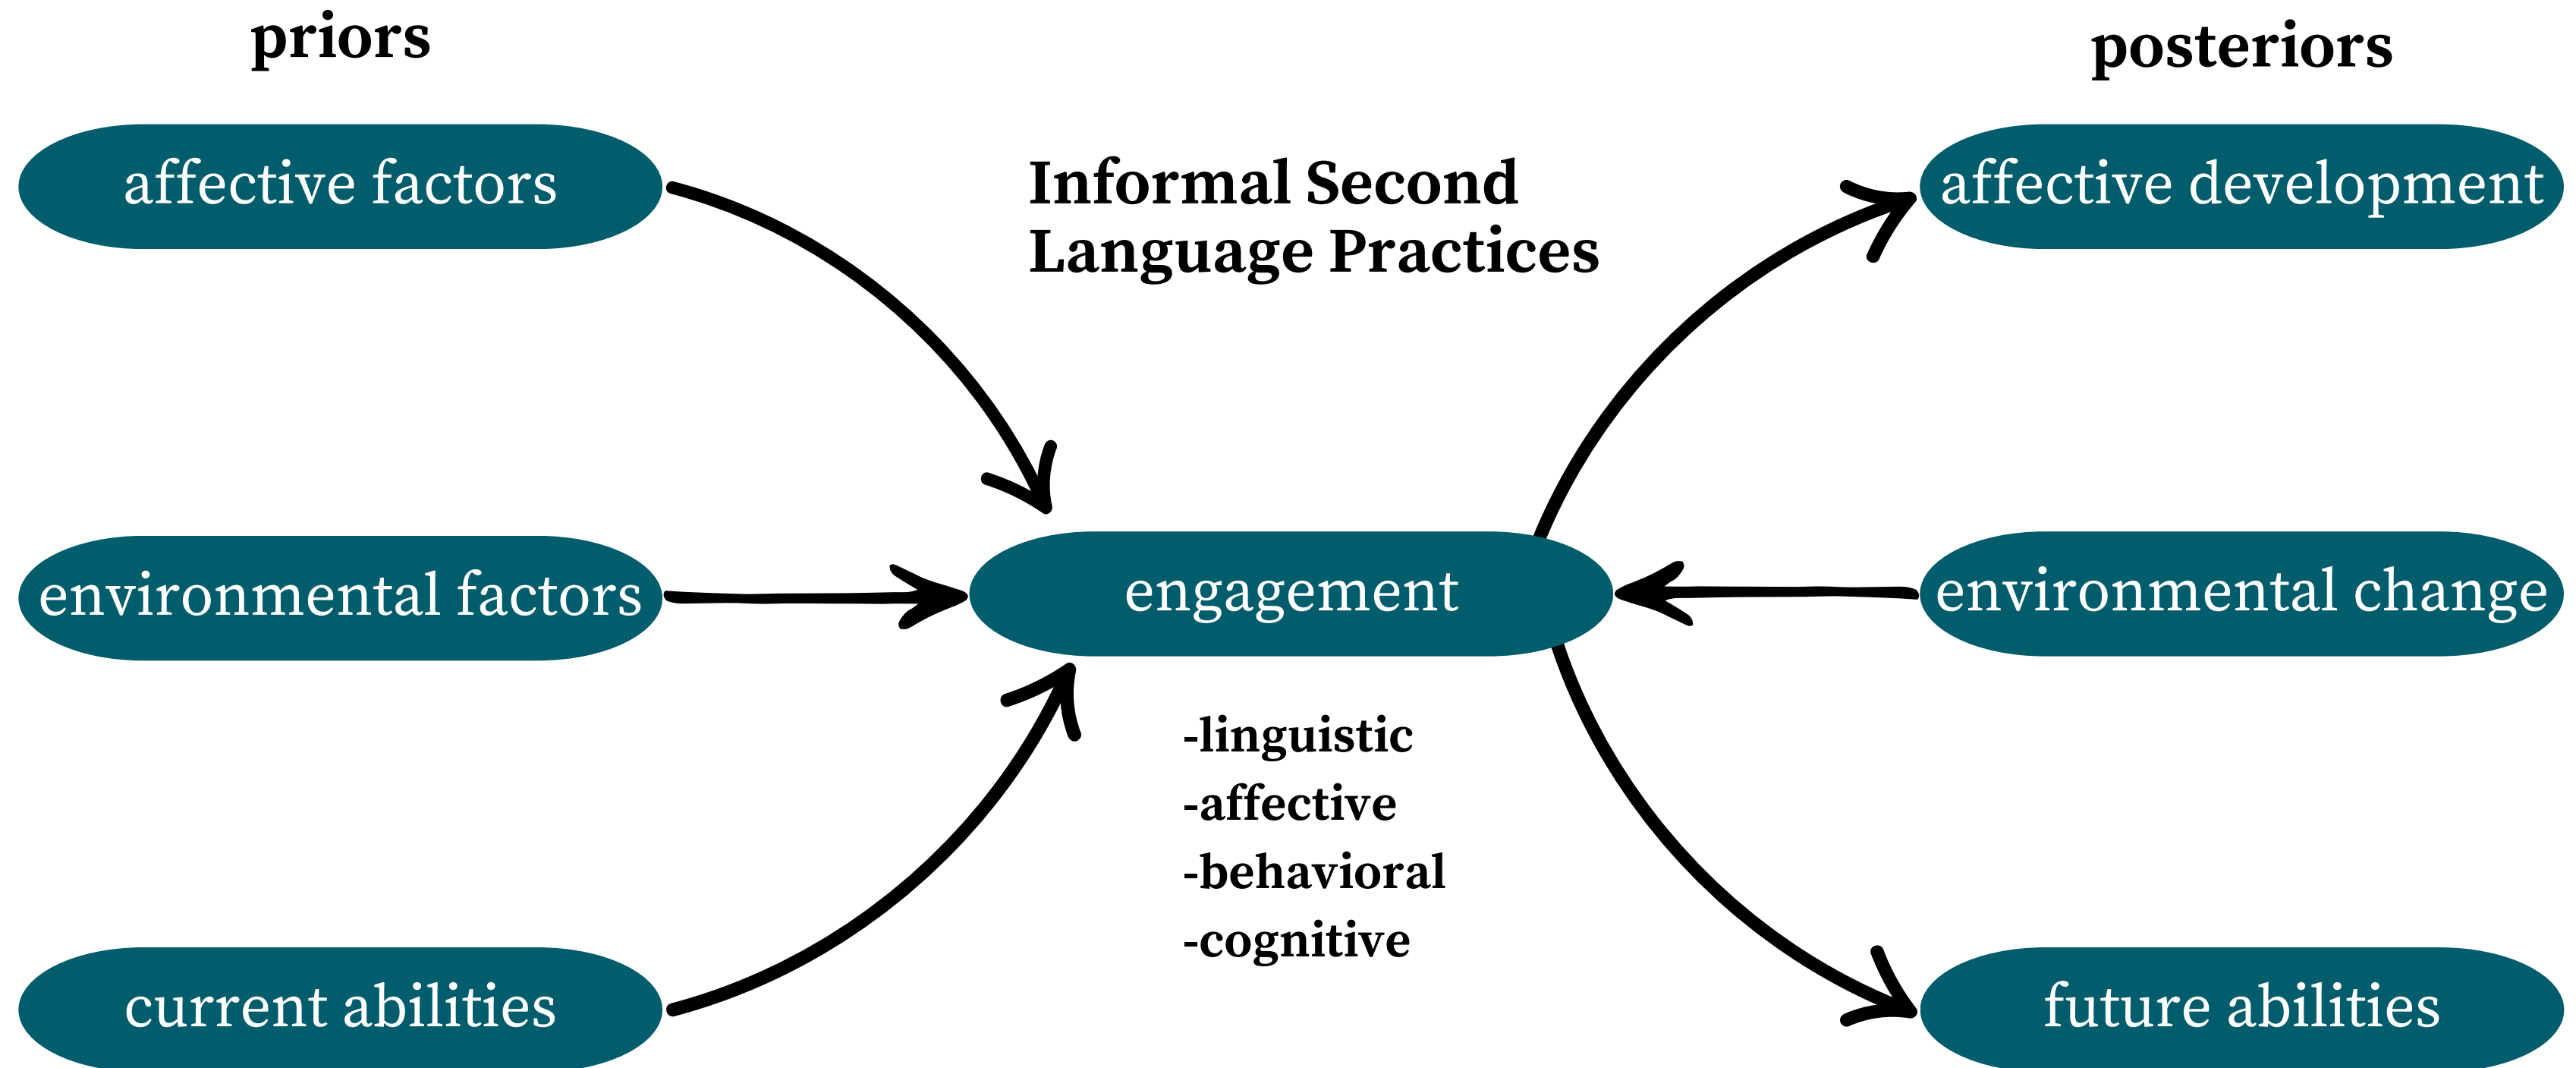 priors
posteriors
affective factors
Informal Second
Language Practices
affective development
environmental factors
engagement
environmental change
-linguistic
-affective
-behavioral
-cognitive
current abilities
future abilities